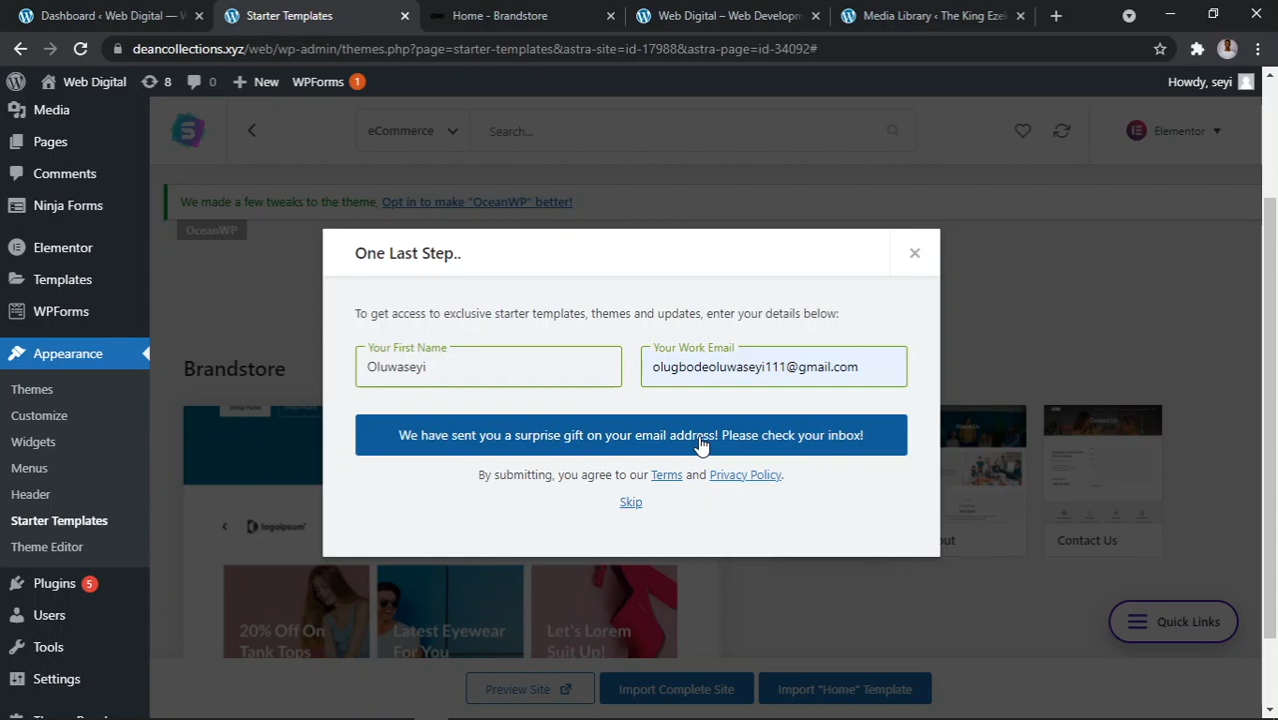 Dashboard ‹ Web Digital — W
Starter Templates
Home - Brandstore
Web Digital – Web Developm
Media Library ‹ The King Ezek
deancollections.xyz/web/wp-admin/themes.php?page=starter-templates&astra-site=id-17988&astra-page=id-34092#
Web Digital
8
0
New
WPForms 1
Howdy, seyi
Media
Pages
Comments
Ninja Forms
Elementor
Templates
WPForms
Appearance
Themes
Customize
Widgets
Menus
Header
Starter Templates
Theme Editor
Plugins 5
Users
Tools
Settings
eCommerce
Search...
Elementor
We made a few tweaks to the theme, Opt in to make "OceanWP" better!
OceanWP
One Last Step..
To get access to exclusive starter templates, themes and updates, enter your details below:
Your First Name
Oluwaseyi
Your Work Email
olugbodeoluwaseyi111@gmail.com
We have sent you a surprise gift on your email address! Please check your inbox!
By submitting, you agree to our Terms and Privacy Policy.
Skip
Brandstore
logoipsum
20% Off On
Tank Tops
Latest Eyewear
For You
Let's Lorem
Suit Up!
Contact Us
Contact Us
Quick Links
Preview Site
Import Complete Site
Import "Home" Template